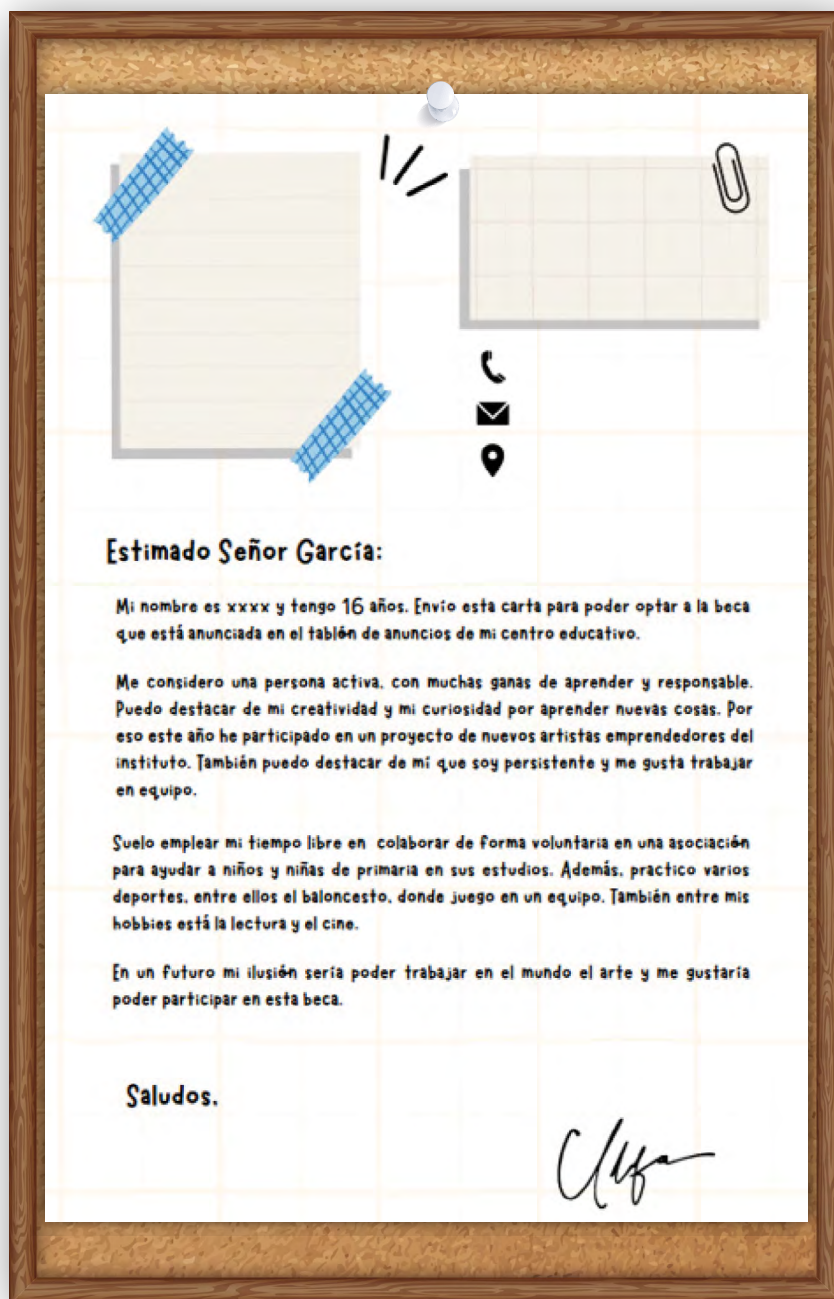 Estimado Señor García:
Mi nombre es xxxx y tengo 16 años. Envío esta carta para poder optar a la beca
que está anunciada en el tablón de anuncios de mi centro educativo.
Me considero una persona activa, con muchas ganas de aprender y responsable.
Puedo destacar de mi creatividad y mi curiosidad por aprender nuevas cosas. Por
eso este año he participado en un proyecto de nuevos artistas emprendedores del
instituto. También puedo destacar de mí que soy persistente y me gusta trabajar
en equipo.
Suelo emplear mi tiempo libre en colaborar de forma voluntaria en una asociación
para ayudar a niños y niñas de primaria en sus estudios. Además, practico varios
deportes, entre ellos el baloncesto, donde juego en un equipo. También entre mis
hobbies está la lectura y el cine.
En un futuro mi ilusión sería poder trabajar en el mundo el arte y me gustaría
poder participar en esta beca.
Saludos,